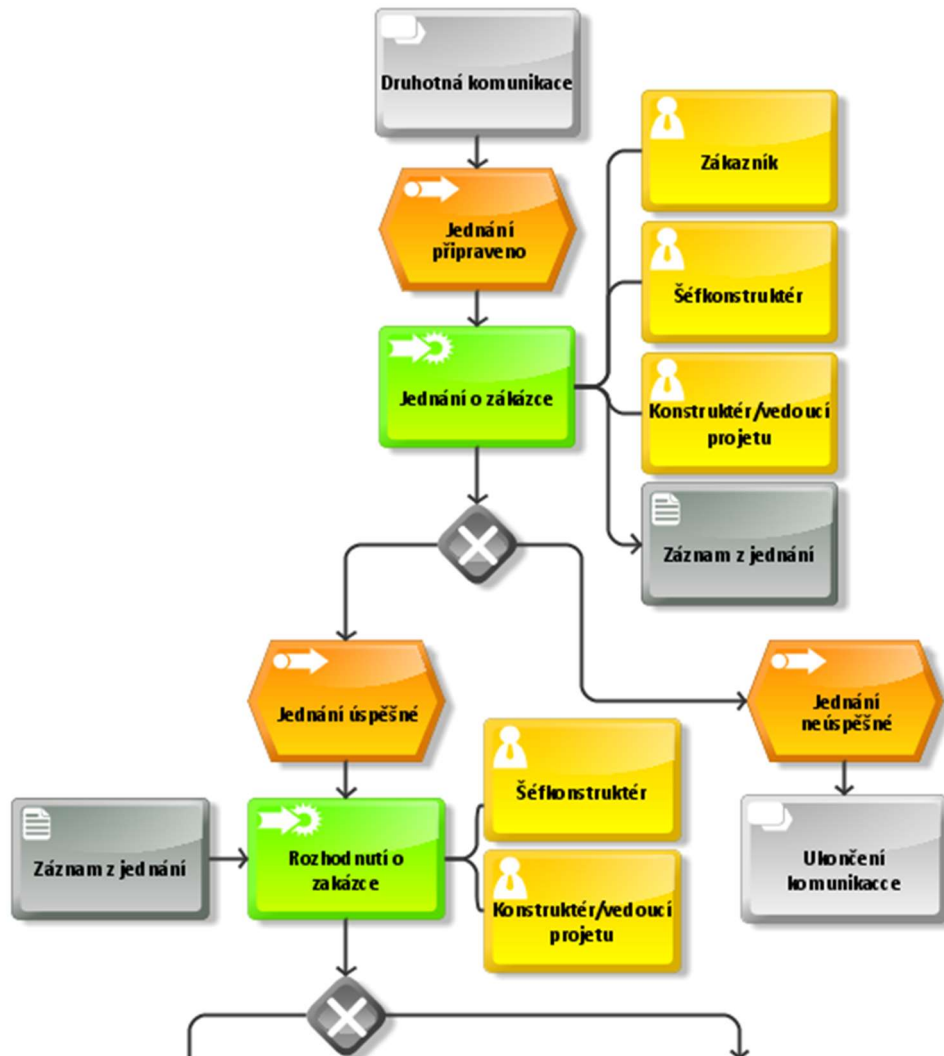 Druhotná komunikace
Zákazník
Jednání
připraveno
Šéfkonstruktér
Jednání o zákázce
Konstruktér/vedoucí
projetu
Záznam z jednání
Jednání úspěšné
Jednání
neúspěšné
Šéfkonstruktér
Záznam z jednání
Rozhodnutí o
zakázce
Konstruktér/vedoucí
projetu
Ukončení
komunikacce